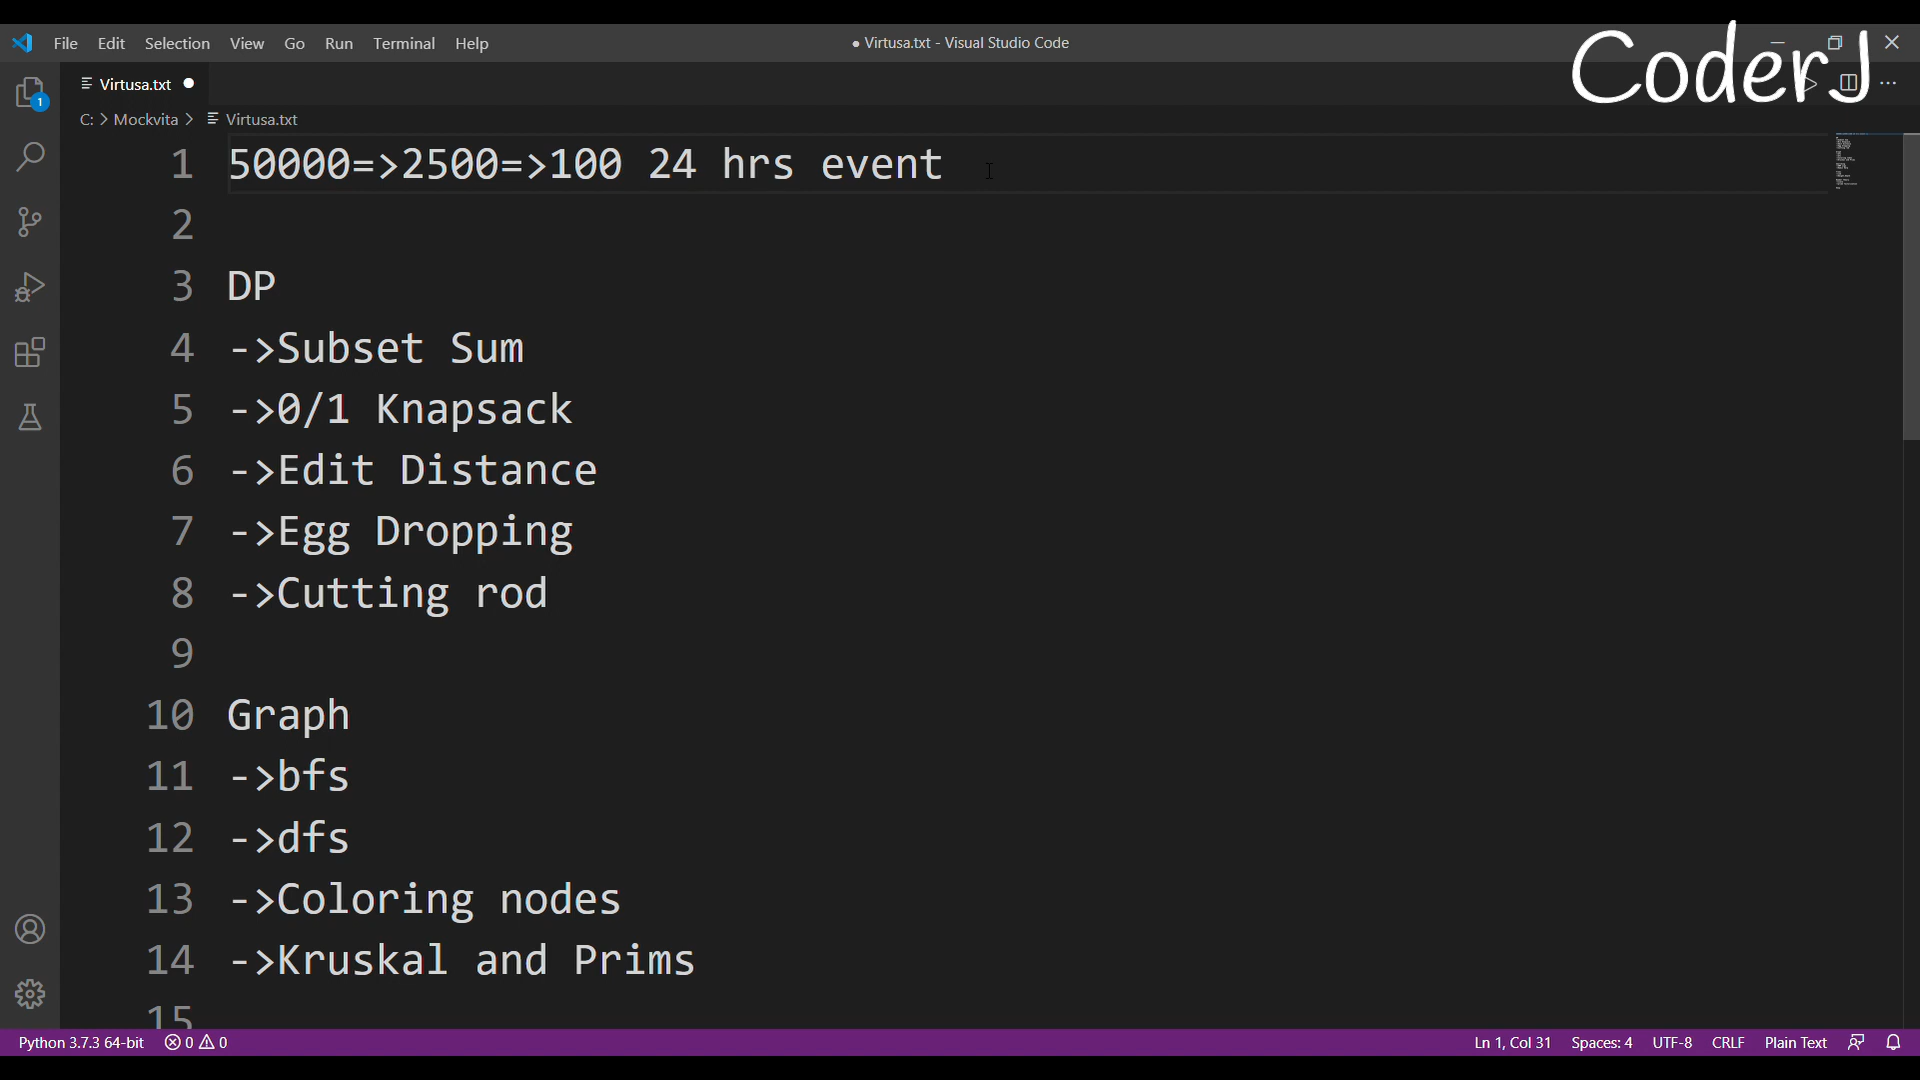 File Edit Selection View Go Run Terminal Help
● Virtusa.txt - Visual Studio Code
CoderJ
Virtusa.txt ●
1
C: > Mockvita > Virtusa.txt
1 50000=>2500=>100 24 hrs event
2
3 DP
4 ->Subset Sum
5 ->0/1 Knapsack
6 ->Edit Distance
7 ->Egg Dropping
8 ->Cutting rod
9
10 Graph
11 ->bfs
12 ->dfs
13 ->Coloring nodes
14 ->Kruskal and Prims
15
Python 3.7.3 64-bit 0 0 Ln 1, Col 31 Spaces: 4 UTF-8 CRLF Plain Text